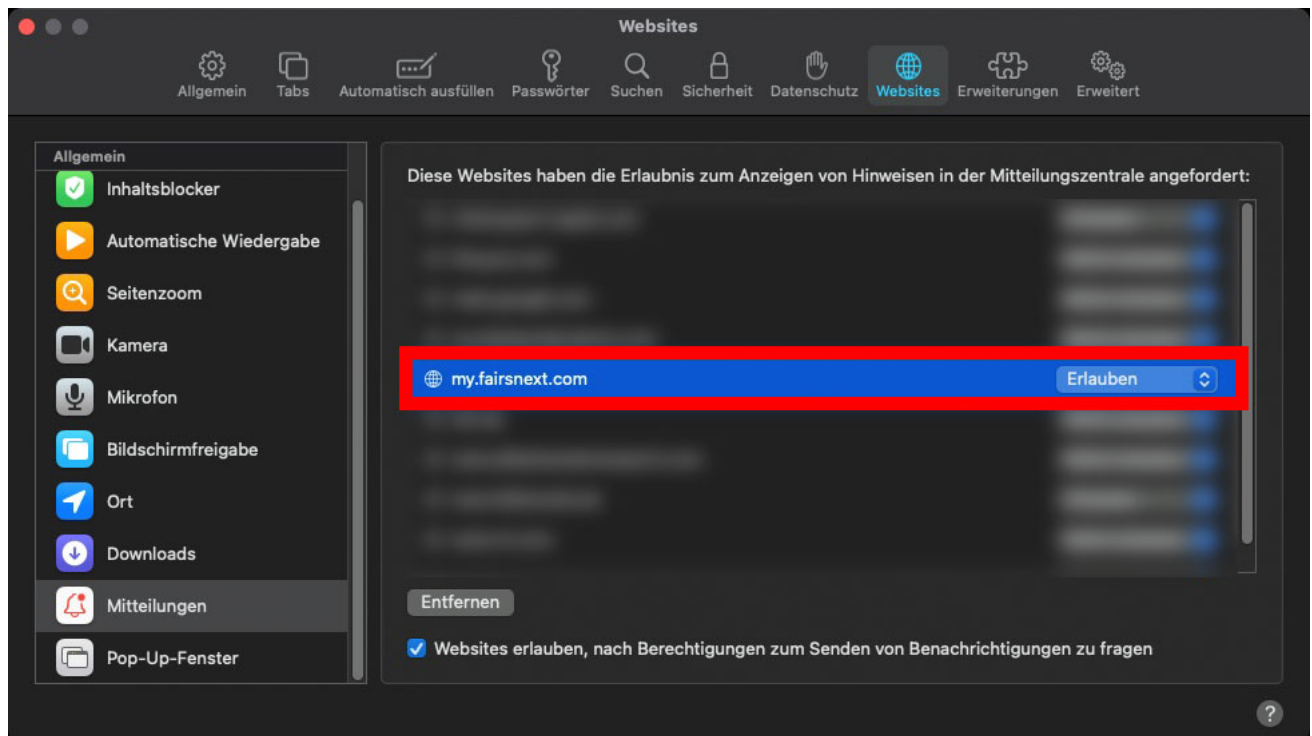 Websites
Allgemein Tabs Automatisch ausfüllen Passwörter Suchen Sicherheit Datenschutz Websites Erweiterungen Erweitert
Allgemein
Inhaltsblocker
Automatische Wiedergabe
Seitenzoom
Kamera
Mikrofon
Bildschirmfreigabe
Ort
Downloads
Mitteilungen
Pop-Up-Fenster
Diese Websites haben die Erlaubnis zum Anzeigen von Hinweisen in der Mitteilungszentrale angefordert:
my.fairsnext.com Erlauben
Entfernen
Websites erlauben, nach Berechtigungen zum Senden von Benachrichtigungen zu fragen
?